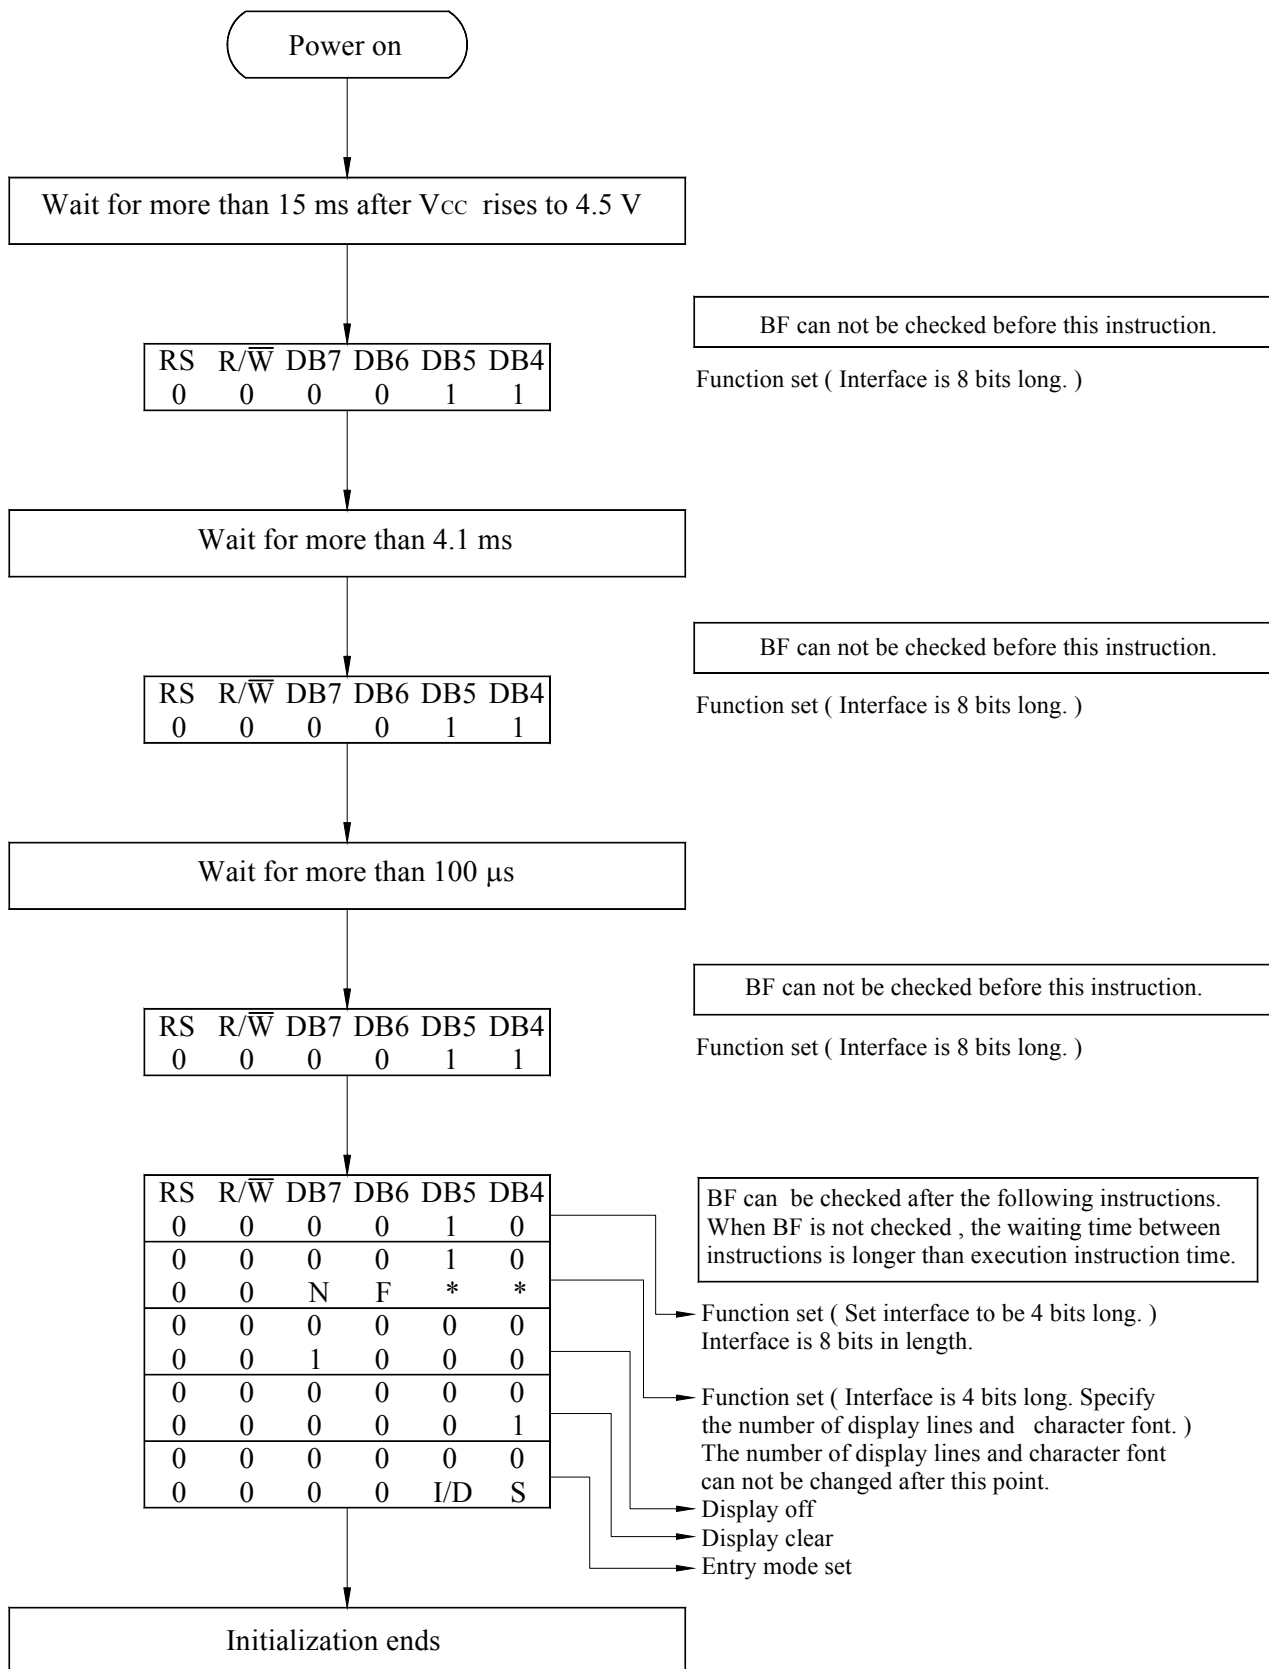 Power on
Wait for more than 15 ms after VCC rises to 4.5 V
BF can not be checked before this instruction.
RS R/W̅ DB7 DB6 DB5 DB4
0 0 0 0 1 1
Function set ( Interface is 8 bits long. )
Wait for more than 4.1 ms
BF can not be checked before this instruction.
RS R/W̅ DB7 DB6 DB5 DB4
0 0 0 0 1 1
Function set ( Interface is 8 bits long. )
Wait for more than 100 µs
BF can not be checked before this instruction.
RS R/W̅ DB7 DB6 DB5 DB4
0 0 0 0 1 1
Function set ( Interface is 8 bits long. )
RS R/W̅ DB7 DB6 DB5 DB4
0 0 0 0 1 0
0 0 0 0 1 0
0 0 N F * *
0 0 0 0 0 0
0 0 1 0 0 0
0 0 0 0 0 0
0 0 0 0 0 1
0 0 0 0 0 0
0 0 0 0 I/D S
BF can be checked after the following instructions.
When BF is not checked , the waiting time between
instructions is longer than execution instruction time.
Function set ( Set interface to be 4 bits long. )
Interface is 8 bits in length.
Function set ( Interface is 4 bits long. Specify
the number of display lines and character font. )
The number of display lines and character font
can not be changed after this point.
Display off
Display clear
Entry mode set
Initialization ends